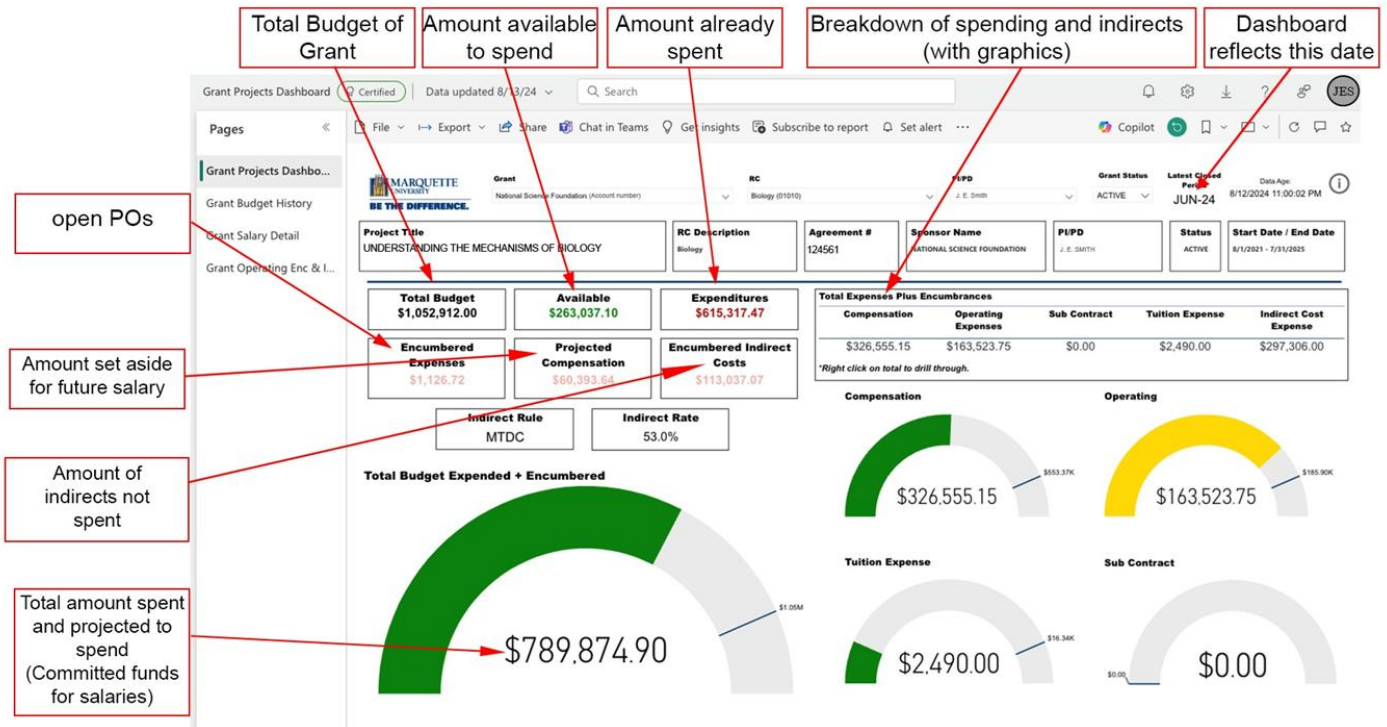 Total Budget of
Grant
Amount available
to spend
Amount already
spent
Breakdown of spending and indirects
(with graphics)
Dashboard
reflects this date
Grant Projects Dashboard
Certified
Data updated 8/13/24
Search
JES
Pages
File
Export
Share
Chat in Teams
Get insights
Subscribe to report
Set alert
Copilot
Grant Projects Dashbo...
Grant Budget History
Grant Salary Detail
Grant Operating Enc & I...
MARQUETTE
UNIVERSITY
BE THE DIFFERENCE.
Grant
National Science Foundation (Account number)
RC
Biology (01010)
PI/PD
J. E. Smith
Grant Status
ACTIVE
Latest Closed
Period
JUN-24
Data Age:
8/12/2024 11:00:02 PM
Project Title
UNDERSTANDING THE MECHANISMS OF BIOLOGY
RC Description
Biology
Agreement #
124561
Sponsor Name
NATIONAL SCIENCE FOUNDATION
PI/PD
J. E. SMITH
Status
ACTIVE
Start Date / End Date
8/1/2021 - 7/31/2025
open POs
Amount set aside
for future salary
Amount of
indirects not
spent
Total amount spent
and projected to
spend
(Committed funds
for salaries)
Total Budget
$1,052,912.00
Available
$263,037.10
Expenditures
$615,317.47
Encumbered
Expenses
$1,126.72
Projected
Compensation
$60,393.64
Encumbered Indirect
Costs
$113,037.07
Indirect Rule
MTDC
Indirect Rate
53.0%
Total Expenses Plus Encumbrances
Compensation
Operating
Expenses
Sub Contract
Tuition Expense
Indirect Cost
Expense
$326,555.15
$163,523.75
$0.00
$2,490.00
$297,306.00
*Right click on total to drill through.
Total Budget Expended + Encumbered
$1.05M
$789,874.90
Compensation
$553.37K
$326,555.15
Operating
$185.90K
$163,523.75
Tuition Expense
$16.34K
$2,490.00
Sub Contract
$0.00
$0.00